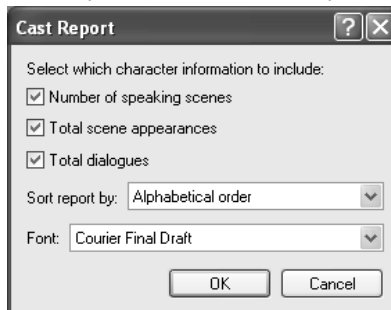 Cast Report
Select which character information to include:
Number of speaking scenes
Total scene appearances
Total dialogues
Sort report by: Alphabetical order
Font: Courier Final Draft
OK Cancel